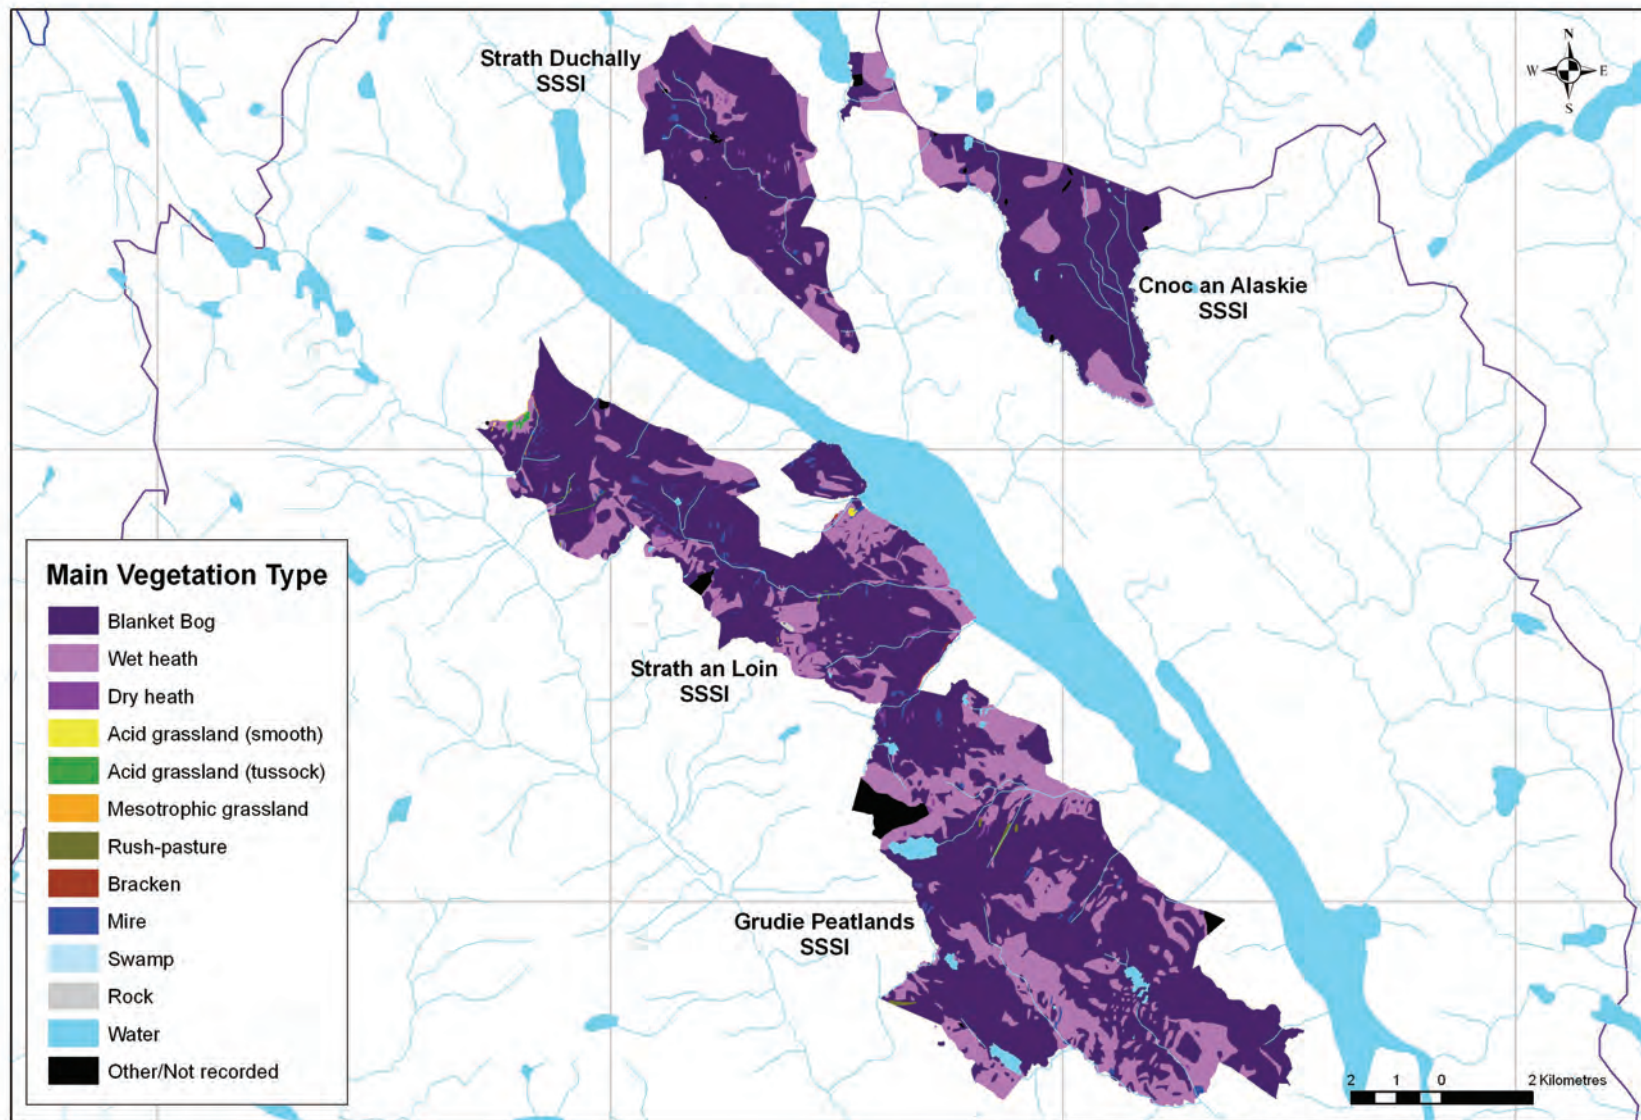 Strath Duchally
SSSI
N
W
E
S
Cnoc an Alaskie
SSSI
Main Vegetation Type
Blanket Bog
Wet heath
Dry heath
Acid grassland (smooth)
Acid grassland (tussock)
Mesotrophic grassland
Rush-pasture
Bracken
Mire
Swamp
Rock
Water
Other/Not recorded
Strath an Loin
SSSI
Grudie Peatlands
SSSI
2 1 0 2 Kilometres